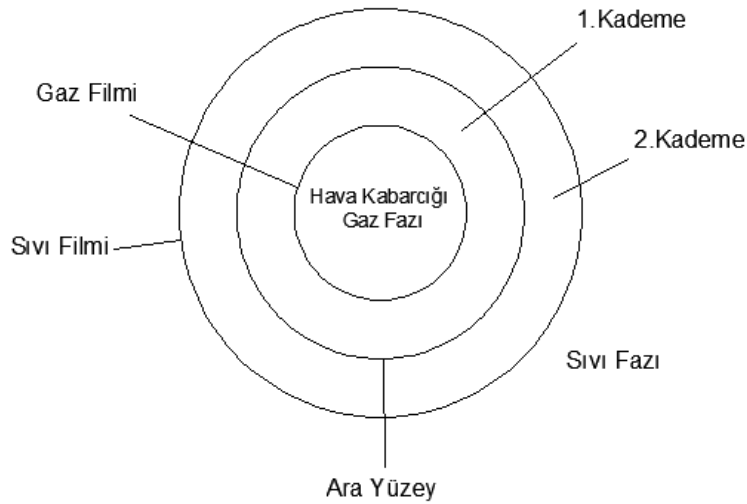 1.Kademe
Gaz Filmi
2.Kademe
Hava Kabarcığı
Gaz Fazı
Sıvı Filmi
Sıvı Fazı
Ara Yüzey